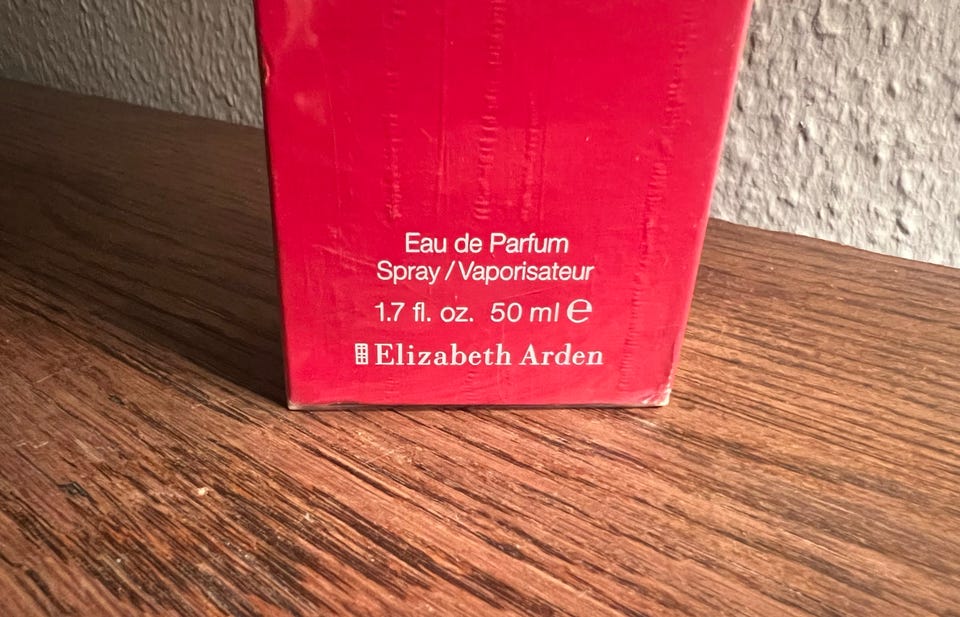 Eau de Parfum
Spray / Vaporisateur
1.7 fl. oz. 50 ml ℮
Elizabeth Arden